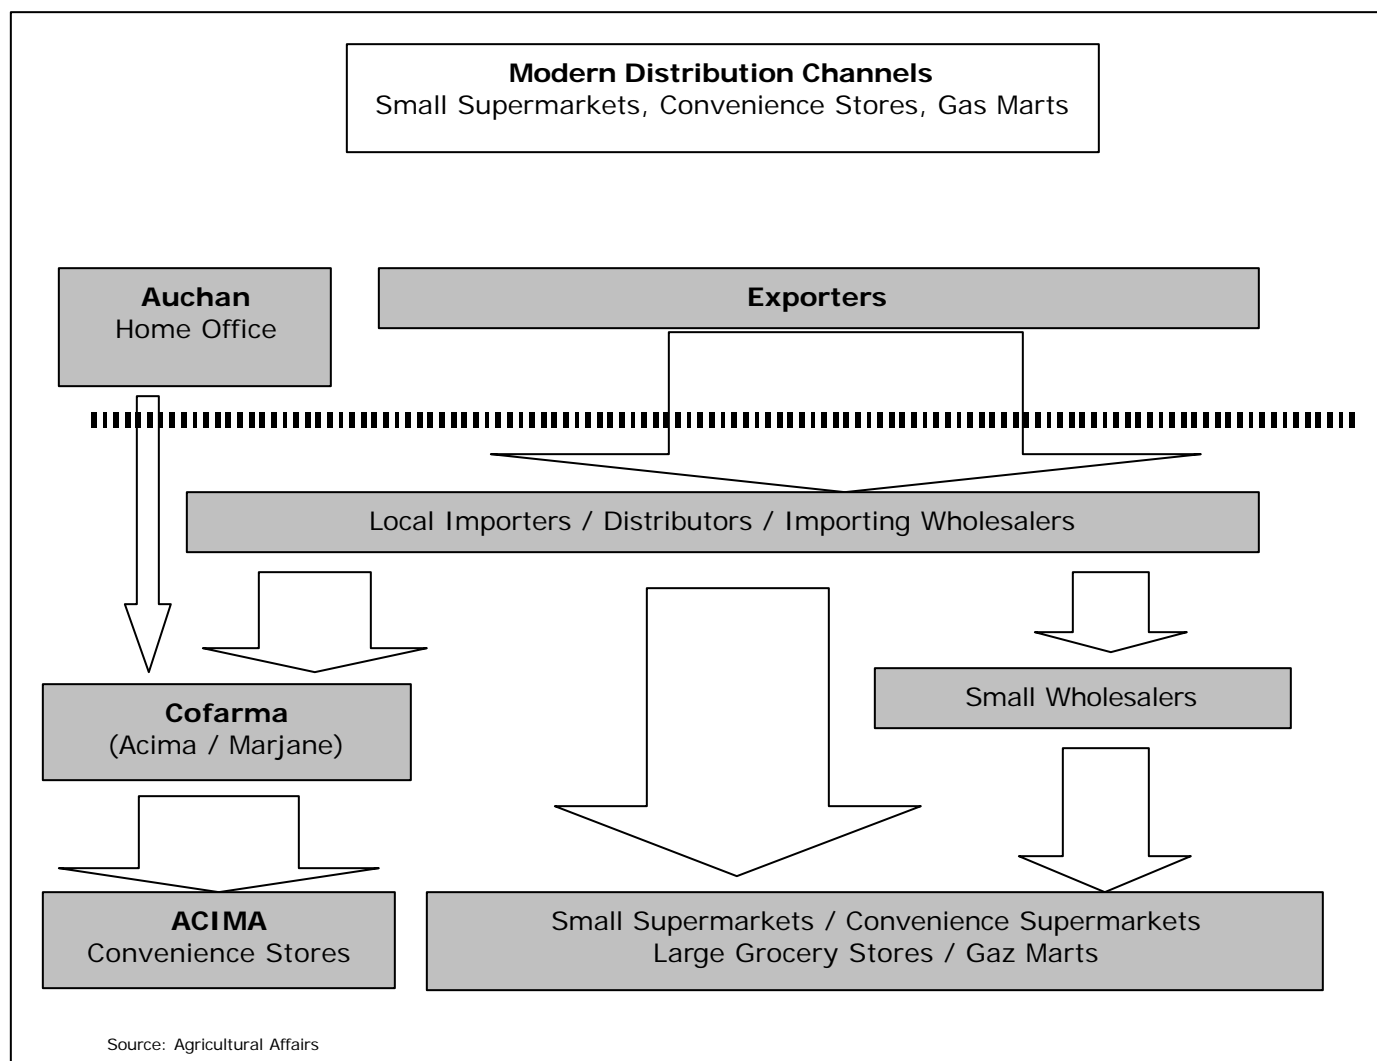 Modern Distribution Channels
Small Supermarkets, Convenience Stores, Gas Marts
Auchan
Home Office
Exporters
Local Importers / Distributors / Importing Wholesalers
Cofarma
(Acima / Marjane)
Small Wholesalers
ACIMA
Convenience Stores
Small Supermarkets / Convenience Supermarkets
Large Grocery Stores / Gaz Marts
Source: Agricultural Affairs